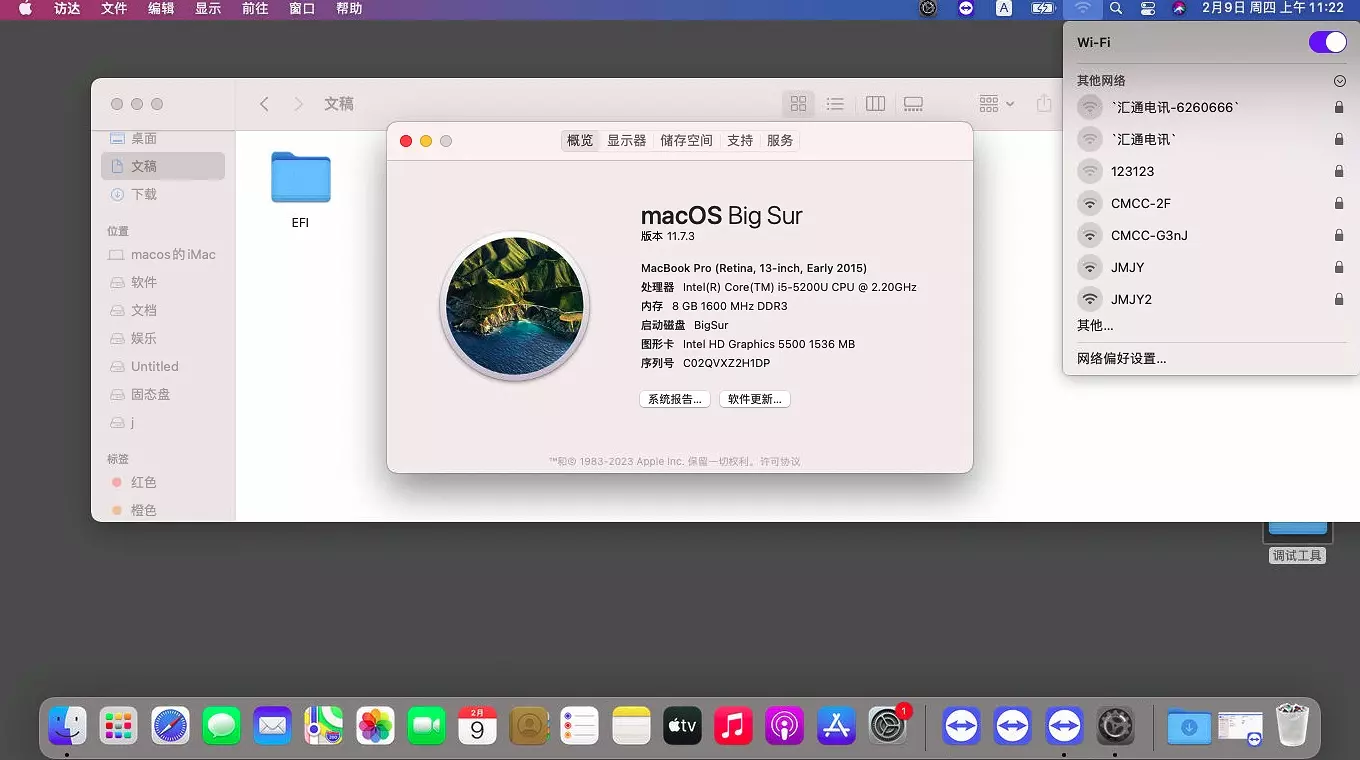 访达 文件 编辑 显示 前往 窗口 帮助 A 2月9日 周四 上午11:22
Wi-Fi
其他网络
`汇通电讯-6260666`
`汇通电讯`
123123
CMCC-2F
CMCC-G3nJ
JMJY
JMJY2
其他...
网络偏好设置...
文稿
桌面
文稿
下载
位置
macos的iMac
软件
文档
娱乐
Untitled
固态盘
j
标签
红色
橙色
EFI
概览 显示器 储存空间 支持 服务
macOS Big Sur
版本 11.7.3
MacBook Pro (Retina, 13-inch, Early 2015)
处理器 Intel(R) Core(TM) i5-5200U CPU @ 2.20GHz
内存 8 GB 1600 MHz DDR3
启动磁盘 BigSur
图形卡 Intel HD Graphics 5500 1536 MB
序列号 C02QVXZ2H1DP
系统报告... 软件更新...
™和© 1983-2023 Apple Inc. 保留一切权利。许可协议
调试工具
2月
9
tv
1